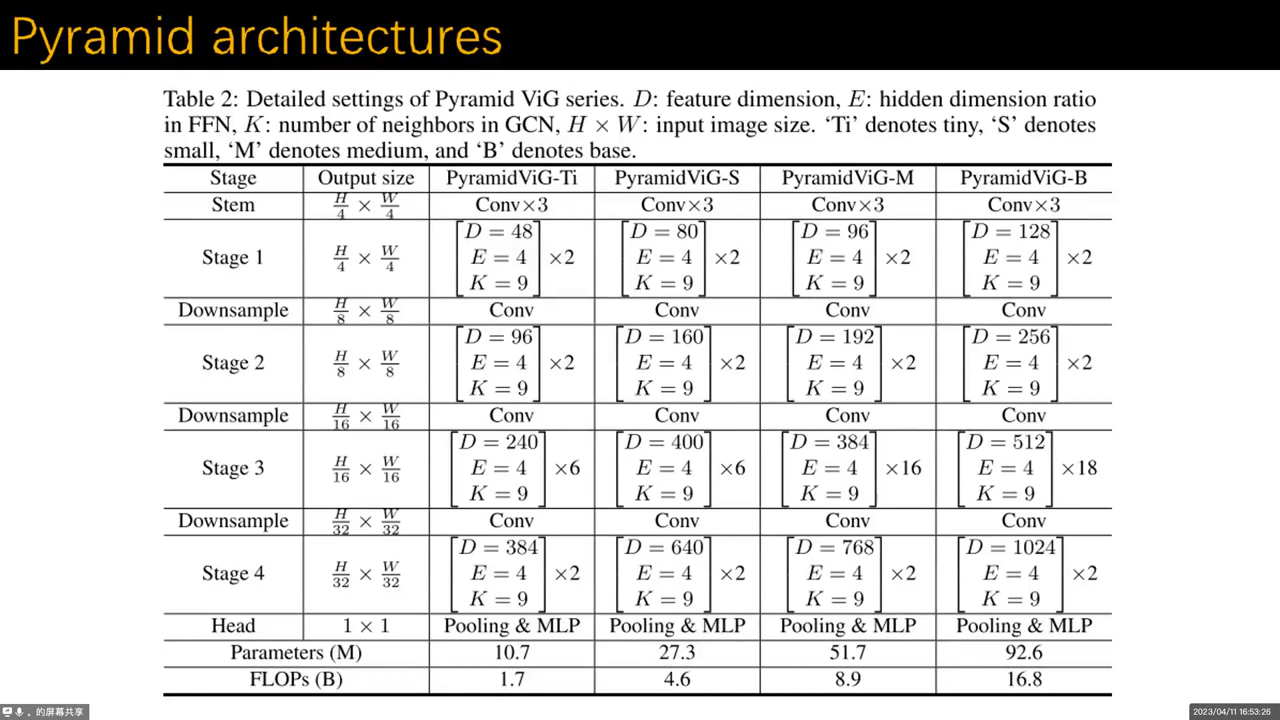 Pyramid architectures
Table 2: Detailed settings of Pyramid ViG series. D: feature dimension, E: hidden dimension ratio
in FFN, K: number of neighbors in GCN, H × W: input image size. ‘Ti’ denotes tiny, ‘S’ denotes
small, ‘M’ denotes medium, and ‘B’ denotes base.
Stage Output size PyramidViG-Ti PyramidViG-S PyramidViG-M PyramidViG-B
Stem H/4 × W/4 Conv×3 Conv×3 Conv×3 Conv×3
D = 48 D = 80 D = 96 D = 128
Stage 1 H/4 × W/4 E = 4 ×2 E = 4 ×2 E = 4 ×2 E = 4 ×2
K = 9 K = 9 K = 9 K = 9
Downsample H/8 × W/8 Conv Conv Conv Conv
D = 96 D = 160 D = 192 D = 256
Stage 2 H/8 × W/8 E = 4 ×2 E = 4 ×2 E = 4 ×2 E = 4 ×2
K = 9 K = 9 K = 9 K = 9
Downsample H/16 × W/16 Conv Conv Conv Conv
D = 240 D = 400 D = 384 D = 512
Stage 3 H/16 × W/16 E = 4 ×6 E = 4 ×6 E = 4 ×16 E = 4 ×18
K = 9 K = 9 K = 9 K = 9
Downsample H/32 × W/32 Conv Conv Conv Conv
D = 384 D = 640 D = 768 D = 1024
Stage 4 H/32 × W/32 E = 4 ×2 E = 4 ×2 E = 4 ×2 E = 4 ×2
K = 9 K = 9 K = 9 K = 9
Head 1 × 1 Pooling & MLP Pooling & MLP Pooling & MLP Pooling & MLP
Parameters (M) 10.7 27.3 51.7 92.6
FLOPs (B) 1.7 4.6 8.9 16.8
。的屏幕共享
2023/04/11 16:53:26